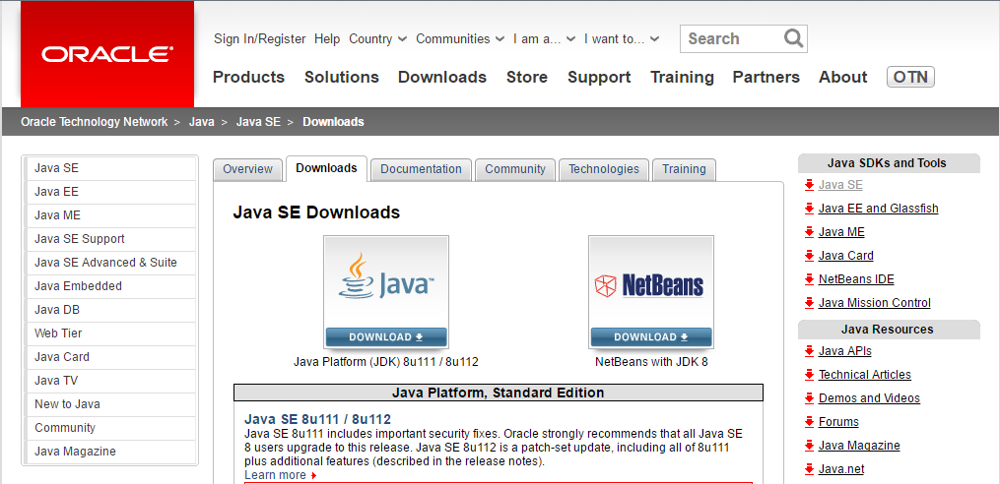 ORACLE
Sign In/Register Help Country Communities I am a... I want to... Search
Products Solutions Downloads Store Support Training Partners About OTN
Oracle Technology Network > Java > Java SE > Downloads
Java SE
Java EE
Java ME
Java SE Support
Java SE Advanced & Suite
Java Embedded
Java DB
Web Tier
Java Card
Java TV
New to Java
Community
Java Magazine
Overview Downloads Documentation Community Technologies Training
Java SE Downloads
Java™
DOWNLOAD
Java Platform (JDK) 8u111 / 8u112
NetBeans
DOWNLOAD
NetBeans with JDK 8
Java Platform, Standard Edition
Java SE 8u111 / 8u112
Java SE 8u111 includes important security fixes. Oracle strongly recommends that all Java SE
8 users upgrade to this release. Java SE 8u112 is a patch-set update, including all of 8u111
plus additional features (described in the release notes).
Learn more
Java SDKs and Tools
Java SE
Java EE and Glassfish
Java ME
Java Card
NetBeans IDE
Java Mission Control
Java Resources
Java APIs
Technical Articles
Demos and Videos
Forums
Java Magazine
Java.net